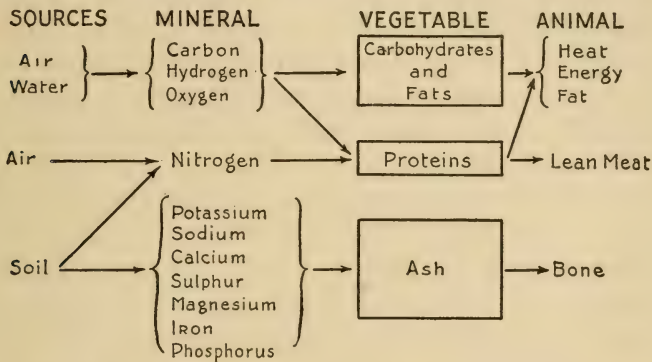 SOURCES MINERAL VEGETABLE ANIMAL
Air
Water
Carbon
Hydrogen
Oxygen
Carbohydrates
and
Fats
Heat
Energy
Fat
Air Nitrogen Proteins Lean Meat
Soil
Potassium
Sodium
Calcium
Sulphur
Magnesium
Iron
Phosphorus
Ash
Bone